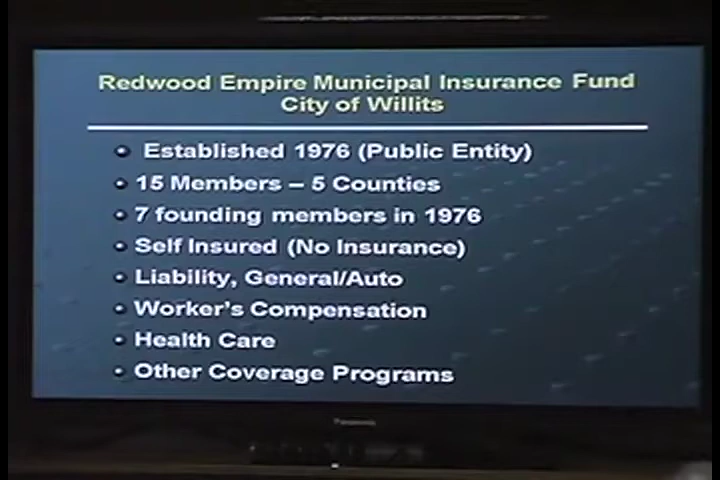 Redwood Empire Municipal Insurance Fund
City of Willits
Established 1976 (Public Entity)
15 Members – 5 Counties
7 founding members in 1976
Self Insured (No Insurance)
Liability, General/Auto
Worker's Compensation
Health Care
Other Coverage Programs
Panasonic